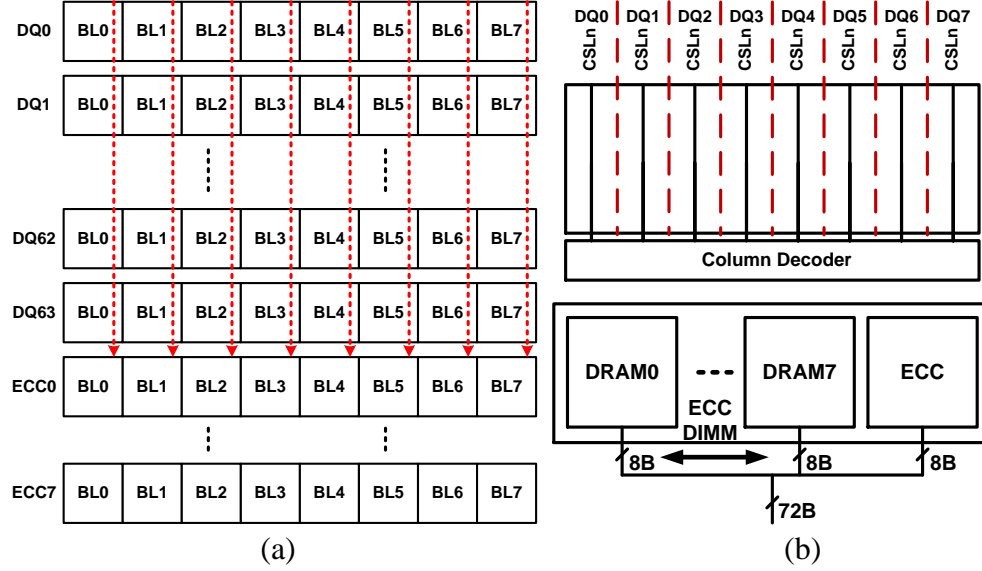 DQ0 BL0 BL1 BL2 BL3 BL4 BL5 BL6 BL7
DQ1 BL0 BL1 BL2 BL3 BL4 BL5 BL6 BL7
DQ62 BL0 BL1 BL2 BL3 BL4 BL5 BL6 BL7
DQ63 BL0 BL1 BL2 BL3 BL4 BL5 BL6 BL7
ECC0 BL0 BL1 BL2 BL3 BL4 BL5 BL6 BL7
ECC7 BL0 BL1 BL2 BL3 BL4 BL5 BL6 BL7
(a)
DQ0 DQ1 DQ2 DQ3 DQ4 DQ5 DQ6 DQ7
CSLn CSLn CSLn CSLn CSLn CSLn CSLn CSLn
Column Decoder
DRAM0 DRAM7 ECC
ECC
DIMM
8B 8B 8B
72B
(b)